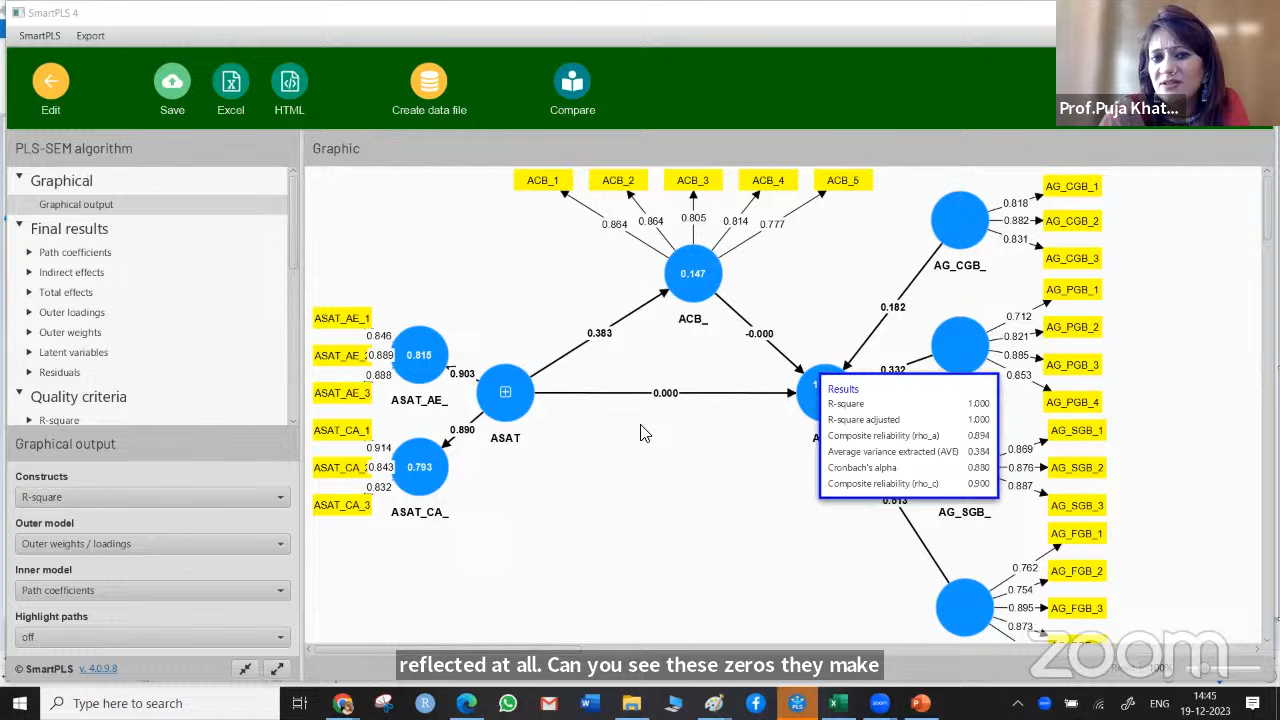 SmartPLS 4
SmartPLS Export
Edit Save Excel HTML Create data file Compare
Prof.Puja Khat...
PLS-SEM algorithm
Graphical
Graphical output
Final results
Path coefficients
Indirect effects
Total effects
Outer loadings
Outer weights
Latent variables
Residuals
Quality criteria
R-square
Graphical output
Constructs
R-square
Outer model
Outer weights / loadings
Inner model
Path coefficients
Highlight paths
off
© SmartPLS v. 4.0.9.8
Graphic
ACB_1 ACB_2 ACB_3 ACB_4 ACB_5
0.864 0.864 0.805 0.814 0.777
0.147
ACB_
0.383
-0.000
0.000
ASAT_AE_1
ASAT_AE_
ASAT_AE_3
0.846
0.889
0.888
0.815
ASAT_AE_
0.903
ASAT
0.890
ASAT_CA_1
ASAT_CA_
ASAT_CA_3
0.914
0.843
0.832
0.793
ASAT_CA_
AG_CGB_
0.818
0.882
0.831
AG_CGB_1
AG_CGB_2
AG_CGB_3
0.182
0.332
0.712
0.821
0.885
0.853
AG_PGB_1
AG_PGB_2
AG_PGB_3
AG_PGB_4
Results
R-square 1.000
R-square adjusted 1.000
Composite reliability (rho_a) 0.894
Average variance extracted (AVE) 0.384
Cronbach's alpha 0.880
Composite reliability (rho_c) 0.900
0.869
0.876
0.887
AG_SGB_1
AG_SGB_2
AG_SGB_3
AG_SGB_
0.513
0.762
0.754
0.895
0.873
AG_FGB_1
AG_FGB_2
AG_FGB_3
zoom
100%
reflected at all. Can you see these zeros they make
Type here to search
ENG
14:45
19-12-2023